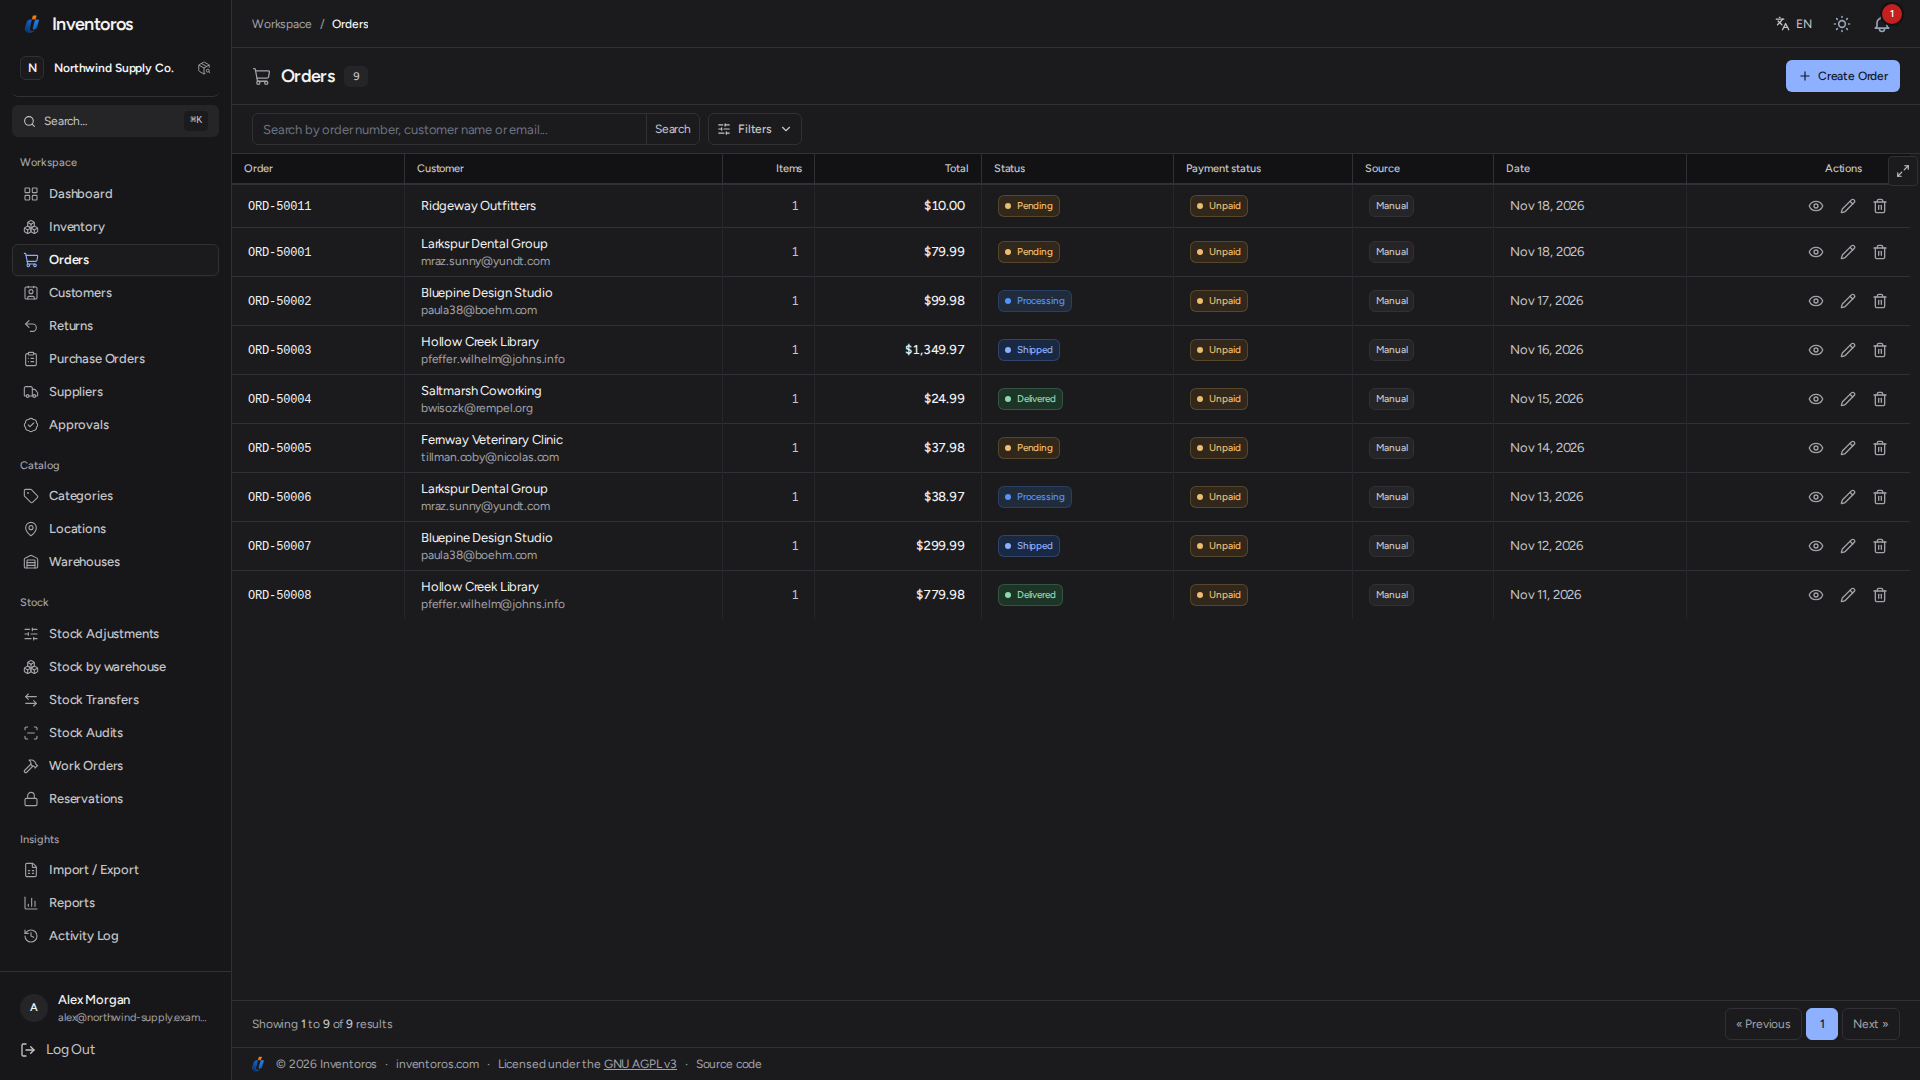 Inventoros
N Northwind Supply Co.
Search... ⌘K
Workspace
Dashboard
Inventory
Orders
Customers
Returns
Purchase Orders
Suppliers
Approvals
Catalog
Categories
Locations
Warehouses
Stock
Stock Adjustments
Stock by warehouse
Stock Transfers
Stock Audits
Work Orders
Reservations
Insights
Import / Export
Reports
Activity Log
A Alex Morgan
alex@northwind-supply.exam...
Log Out
Workspace / Orders
EN 1
Orders 9
Create Order
Search by order number, customer name or email... Search Filters
Order Customer Items Total Status Payment status Source Date Actions
ORD-50011 Ridgeway Outfitters 1 $10.00 Pending Unpaid Manual Nov 18, 2026
ORD-50001 Larkspur Dental Group 1 $79.99 Pending Unpaid Manual Nov 18, 2026
mraz.sunny@yundt.com
ORD-50002 Bluepine Design Studio 1 $99.98 Processing Unpaid Manual Nov 17, 2026
paula38@boehm.com
ORD-50003 Hollow Creek Library 1 $1,349.97 Shipped Unpaid Manual Nov 16, 2026
pfeffer.wilhelm@johns.info
ORD-50004 Saltmarsh Coworking 1 $24.99 Delivered Unpaid Manual Nov 15, 2026
bwisozk@rempel.org
ORD-50005 Fernway Veterinary Clinic 1 $37.98 Pending Unpaid Manual Nov 14, 2026
tillman.coby@nicolas.com
ORD-50006 Larkspur Dental Group 1 $38.97 Processing Unpaid Manual Nov 13, 2026
mraz.sunny@yundt.com
ORD-50007 Bluepine Design Studio 1 $299.99 Shipped Unpaid Manual Nov 12, 2026
paula38@boehm.com
ORD-50008 Hollow Creek Library 1 $779.98 Delivered Unpaid Manual Nov 11, 2026
pfeffer.wilhelm@johns.info
Showing 1 to 9 of 9 results
« Previous 1 Next »
© 2026 Inventoros · inventoros.com · Licensed under the GNU AGPL v3 · Source code